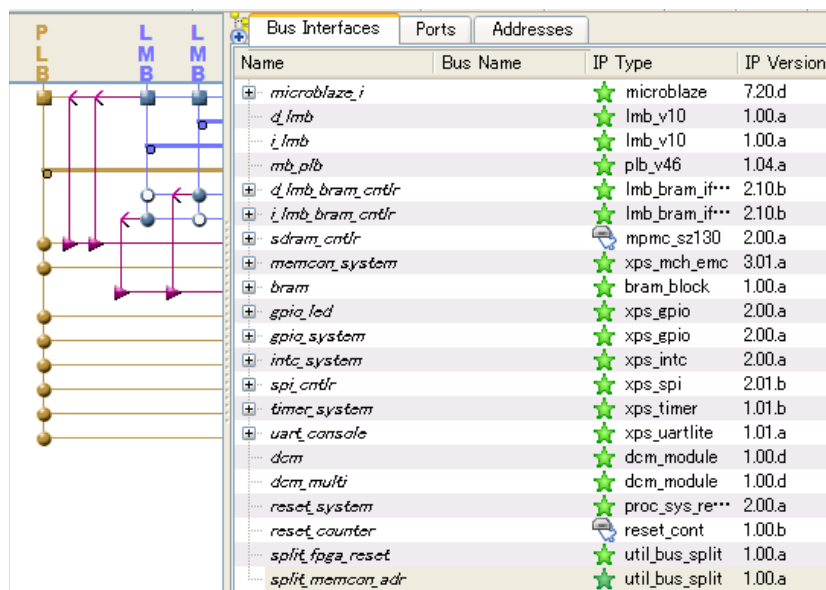 PLB LMB LMB
Bus Interfaces Ports Addresses
Name Bus Name IP Type IP Version
microblaze_i microblaze 7.20.d
d_lmb lmb_v10 1.00.a
i_lmb lmb_v10 1.00.a
mb_plb plb_v46 1.04.a
d_lmb_bram_cntlr lmb_bram_if··· 2.10.b
i_lmb_bram_cntlr lmb_bram_if··· 2.10.b
sdram_cntlr mpmc_sz130 2.00.a
memcon_system xps_mch_emc 3.01.a
bram bram_block 1.00.a
gpio_led xps_gpio 2.00.a
gpio_system xps_gpio 2.00.a
intc_system xps_intc 2.00.a
spi_cntlr xps_spi 2.01.b
timer_system xps_timer 1.01.b
uart_console xps_uartlite 1.01.a
dcm dcm_module 1.00.d
dcm_multi dcm_module 1.00.d
reset_system proc_sys_re··· 2.00.a
reset_counter reset_cont 1.00.b
split_fpga_reset util_bus_split 1.00.a
split_memcon_adr util_bus_split 1.00.a